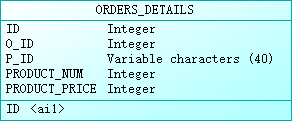 ORDERS_DETAILS
ID Integer
O_ID Integer
P_ID Variable characters (40)
PRODUCT_NUM Integer
PRODUCT_PRICE Integer
ID <ai1>